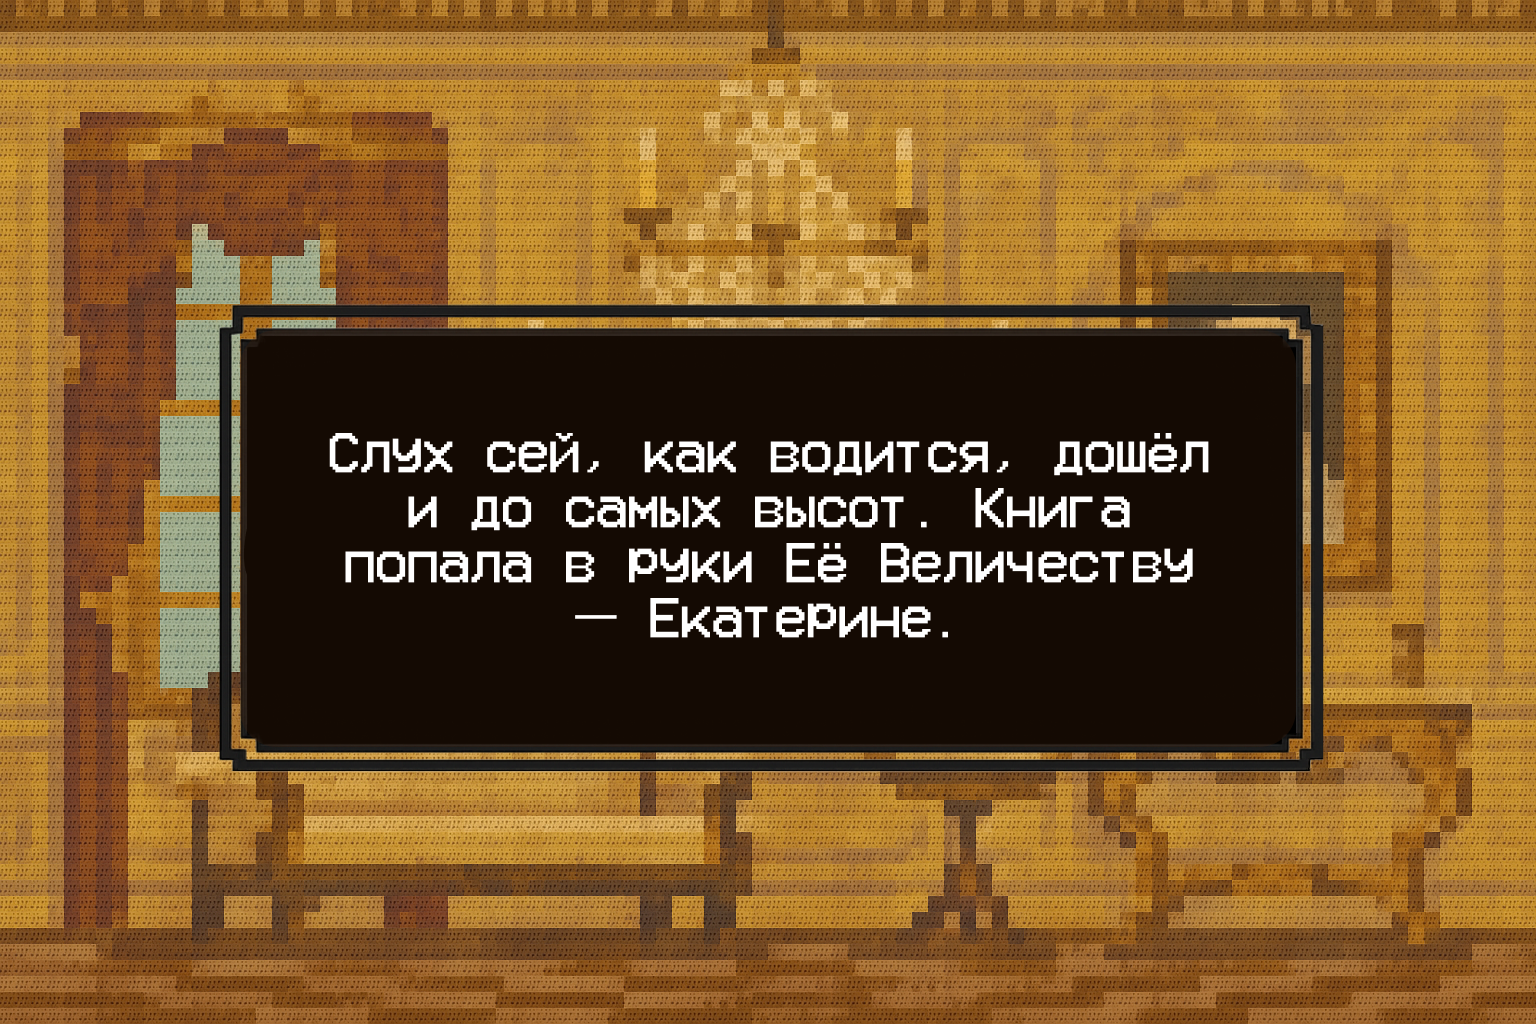 Слух сей, как водится, дошёл
и до самых высот. Книга
попала в руки Её Величеству
— Екатерине.